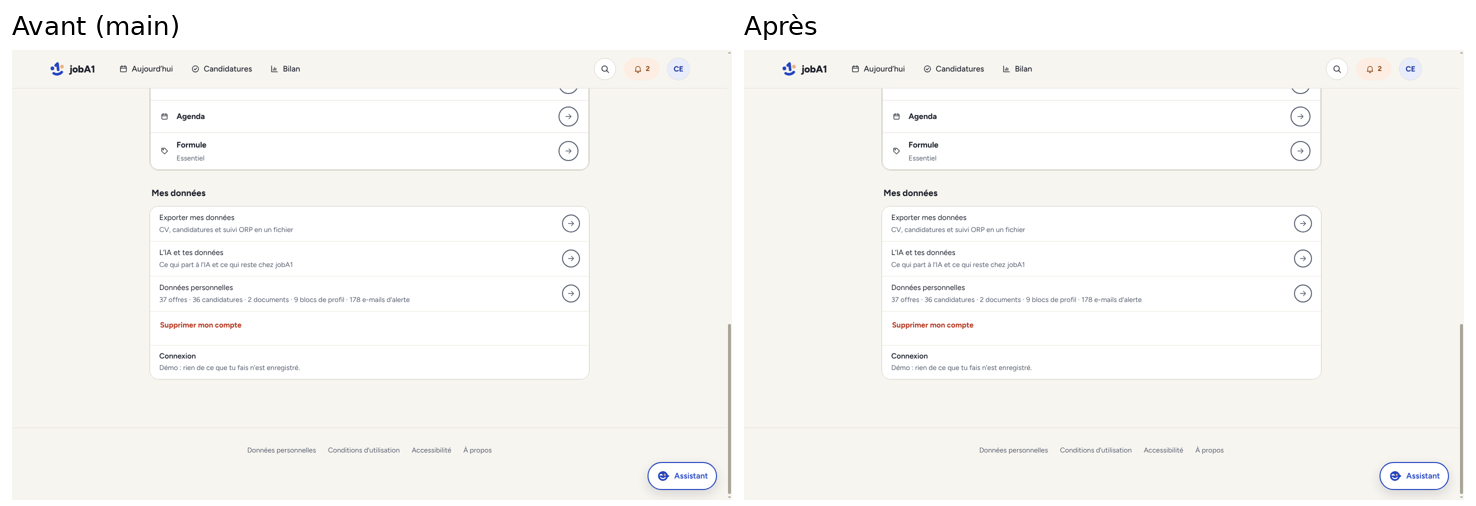 Avant (main)
jobA1 Aujourd'hui Candidatures Bilan 2 CE
Agenda
Formule
Essentiel
Mes données
Exporter mes données
CV, candidatures et suivi ORP en un fichier
L'IA et tes données
Ce qui part à l'IA et ce qui reste chez jobA1
Données personnelles
37 offres · 36 candidatures · 2 documents · 9 blocs de profil · 178 e-mails d'alerte
Supprimer mon compte
Connexion
Démo : rien de ce que tu fais n'est enregistré.
Données personnelles Conditions d'utilisation Accessibilité À propos
Assistant
Après
jobA1 Aujourd'hui Candidatures Bilan 2 CE
Agenda
Formule
Essentiel
Mes données
Exporter mes données
CV, candidatures et suivi ORP en un fichier
L'IA et tes données
Ce qui part à l'IA et ce qui reste chez jobA1
Données personnelles
37 offres · 36 candidatures · 2 documents · 9 blocs de profil · 178 e-mails d'alerte
Supprimer mon compte
Connexion
Démo : rien de ce que tu fais n'est enregistré.
Données personnelles Conditions d'utilisation Accessibilité À propos
Assistant